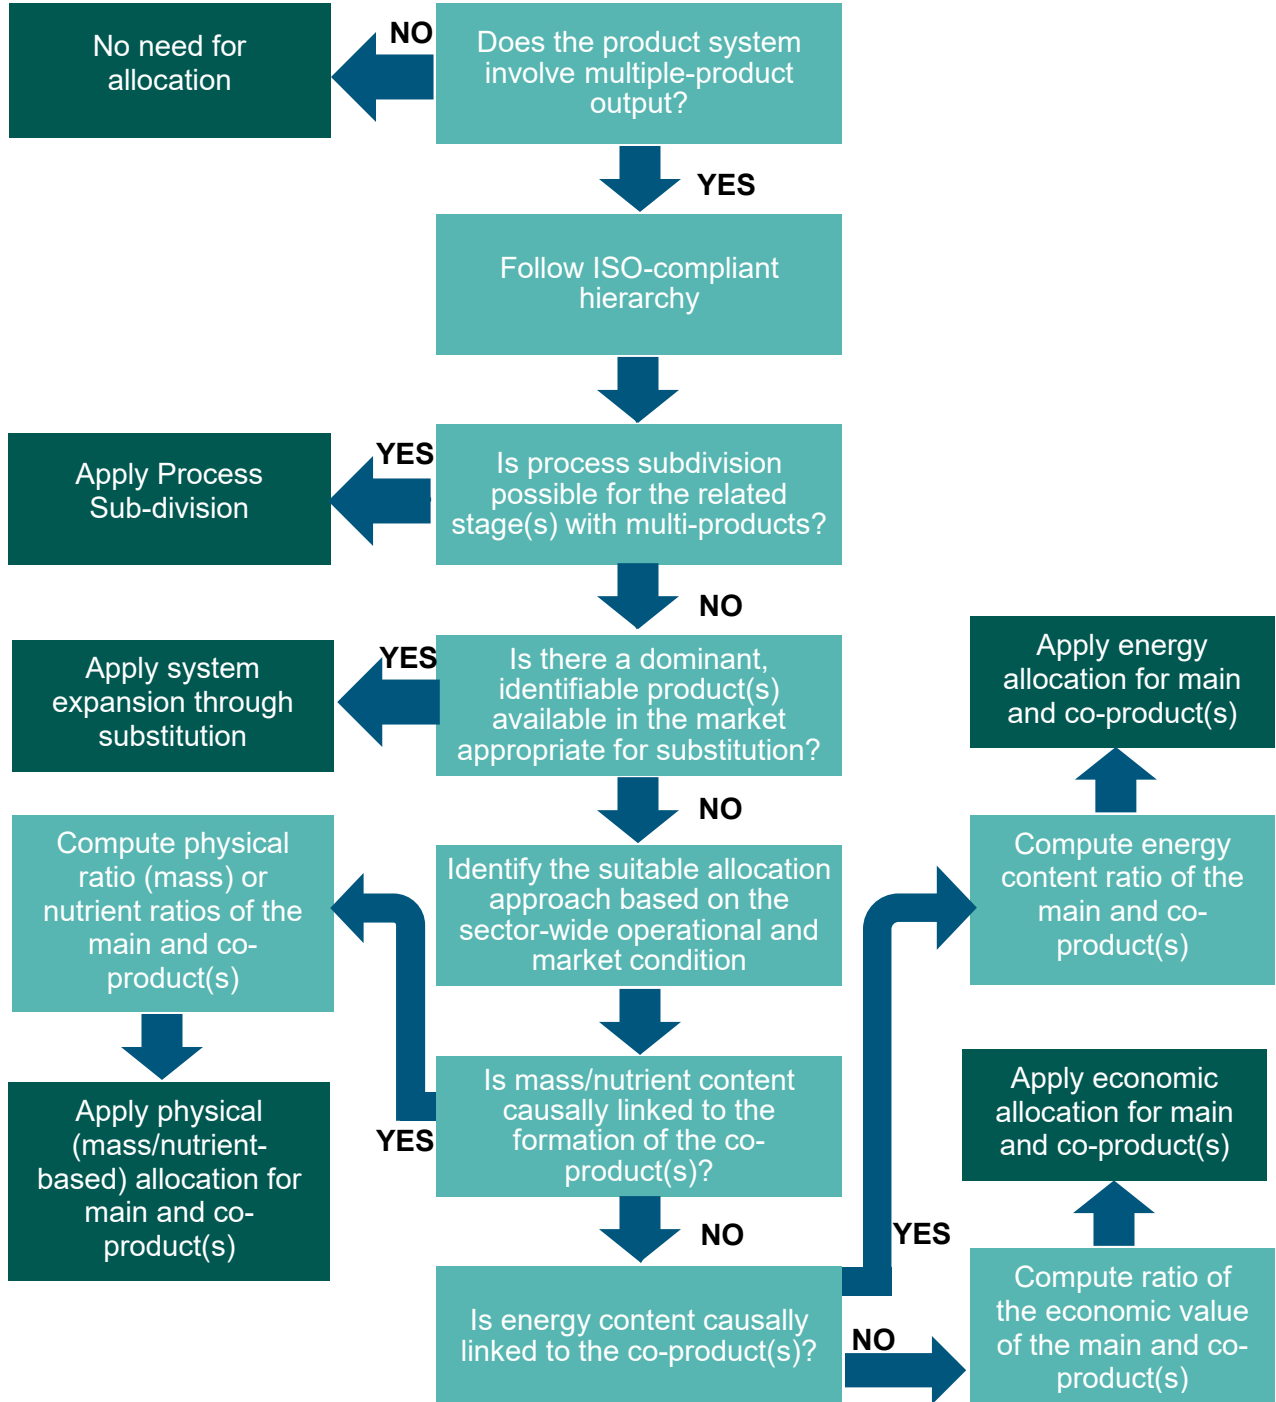 No need for
allocation
NO
Does the product system
involve multiple-product
output?
YES
Follow ISO-compliant
hierarchy
Apply Process
Sub-division
YES
Is process subdivision
possible for the related
stage(s) with multi-products?
NO
Apply system
expansion through
substitution
YES
Is there a dominant,
identifiable product(s)
available in the market
appropriate for substitution?
NO
Apply energy
allocation for main
and co-product(s)
Compute physical
ratio (mass) or
nutrient ratios of the
main and co-
product(s)
Identify the suitable allocation
approach based on the
sector-wide operational and
market condition
Compute energy
content ratio of the
main and co-
product(s)
Apply physical
(mass/nutrient-
based) allocation for
main and co-
product(s)
YES
Is mass/nutrient content
causally linked to the
formation of the co-
product(s)?
NO
YES
Apply economic
allocation for main
and co-product(s)
Is energy content causally
linked to the co-product(s)?
NO
Compute ratio of
the economic value
of the main and co-
product(s)